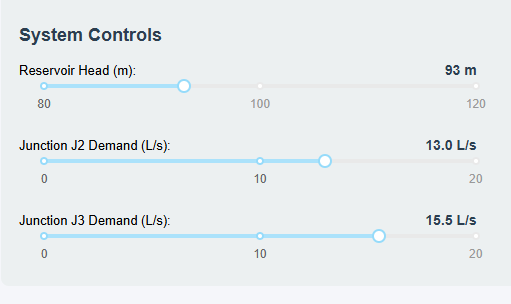 System Controls
Reservoir Head (m): 93 m
80 100 120
Junction J2 Demand (L/s): 13.0 L/s
0 10 20
Junction J3 Demand (L/s): 15.5 L/s
0 10 20